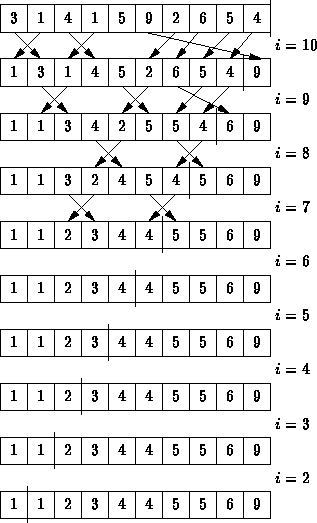 3 1 4 1 5 9 2 6 5 4
i = 10
1 3 1 4 5 2 6 5 4 9
i = 9
1 1 3 4 2 5 5 4 6 9
i = 8
1 1 3 2 4 5 4 5 6 9
i = 7
1 1 2 3 4 4 5 5 6 9
i = 6
1 1 2 3 4 4 5 5 6 9
i = 5
1 1 2 3 4 4 5 5 6 9
i = 4
1 1 2 3 4 4 5 5 6 9
i = 3
1 1 2 3 4 4 5 5 6 9
i = 2
1 1 2 3 4 4 5 5 6 9